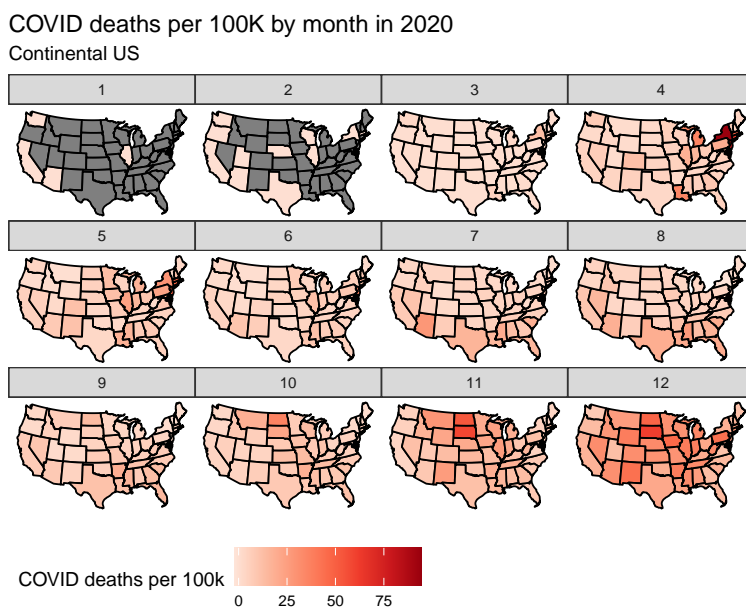 COVID deaths per 100K by month in 2020
Continental US
1 2 3 4
5 6 7 8
9 10 11 12
COVID deaths per 100k
0 25 50 75